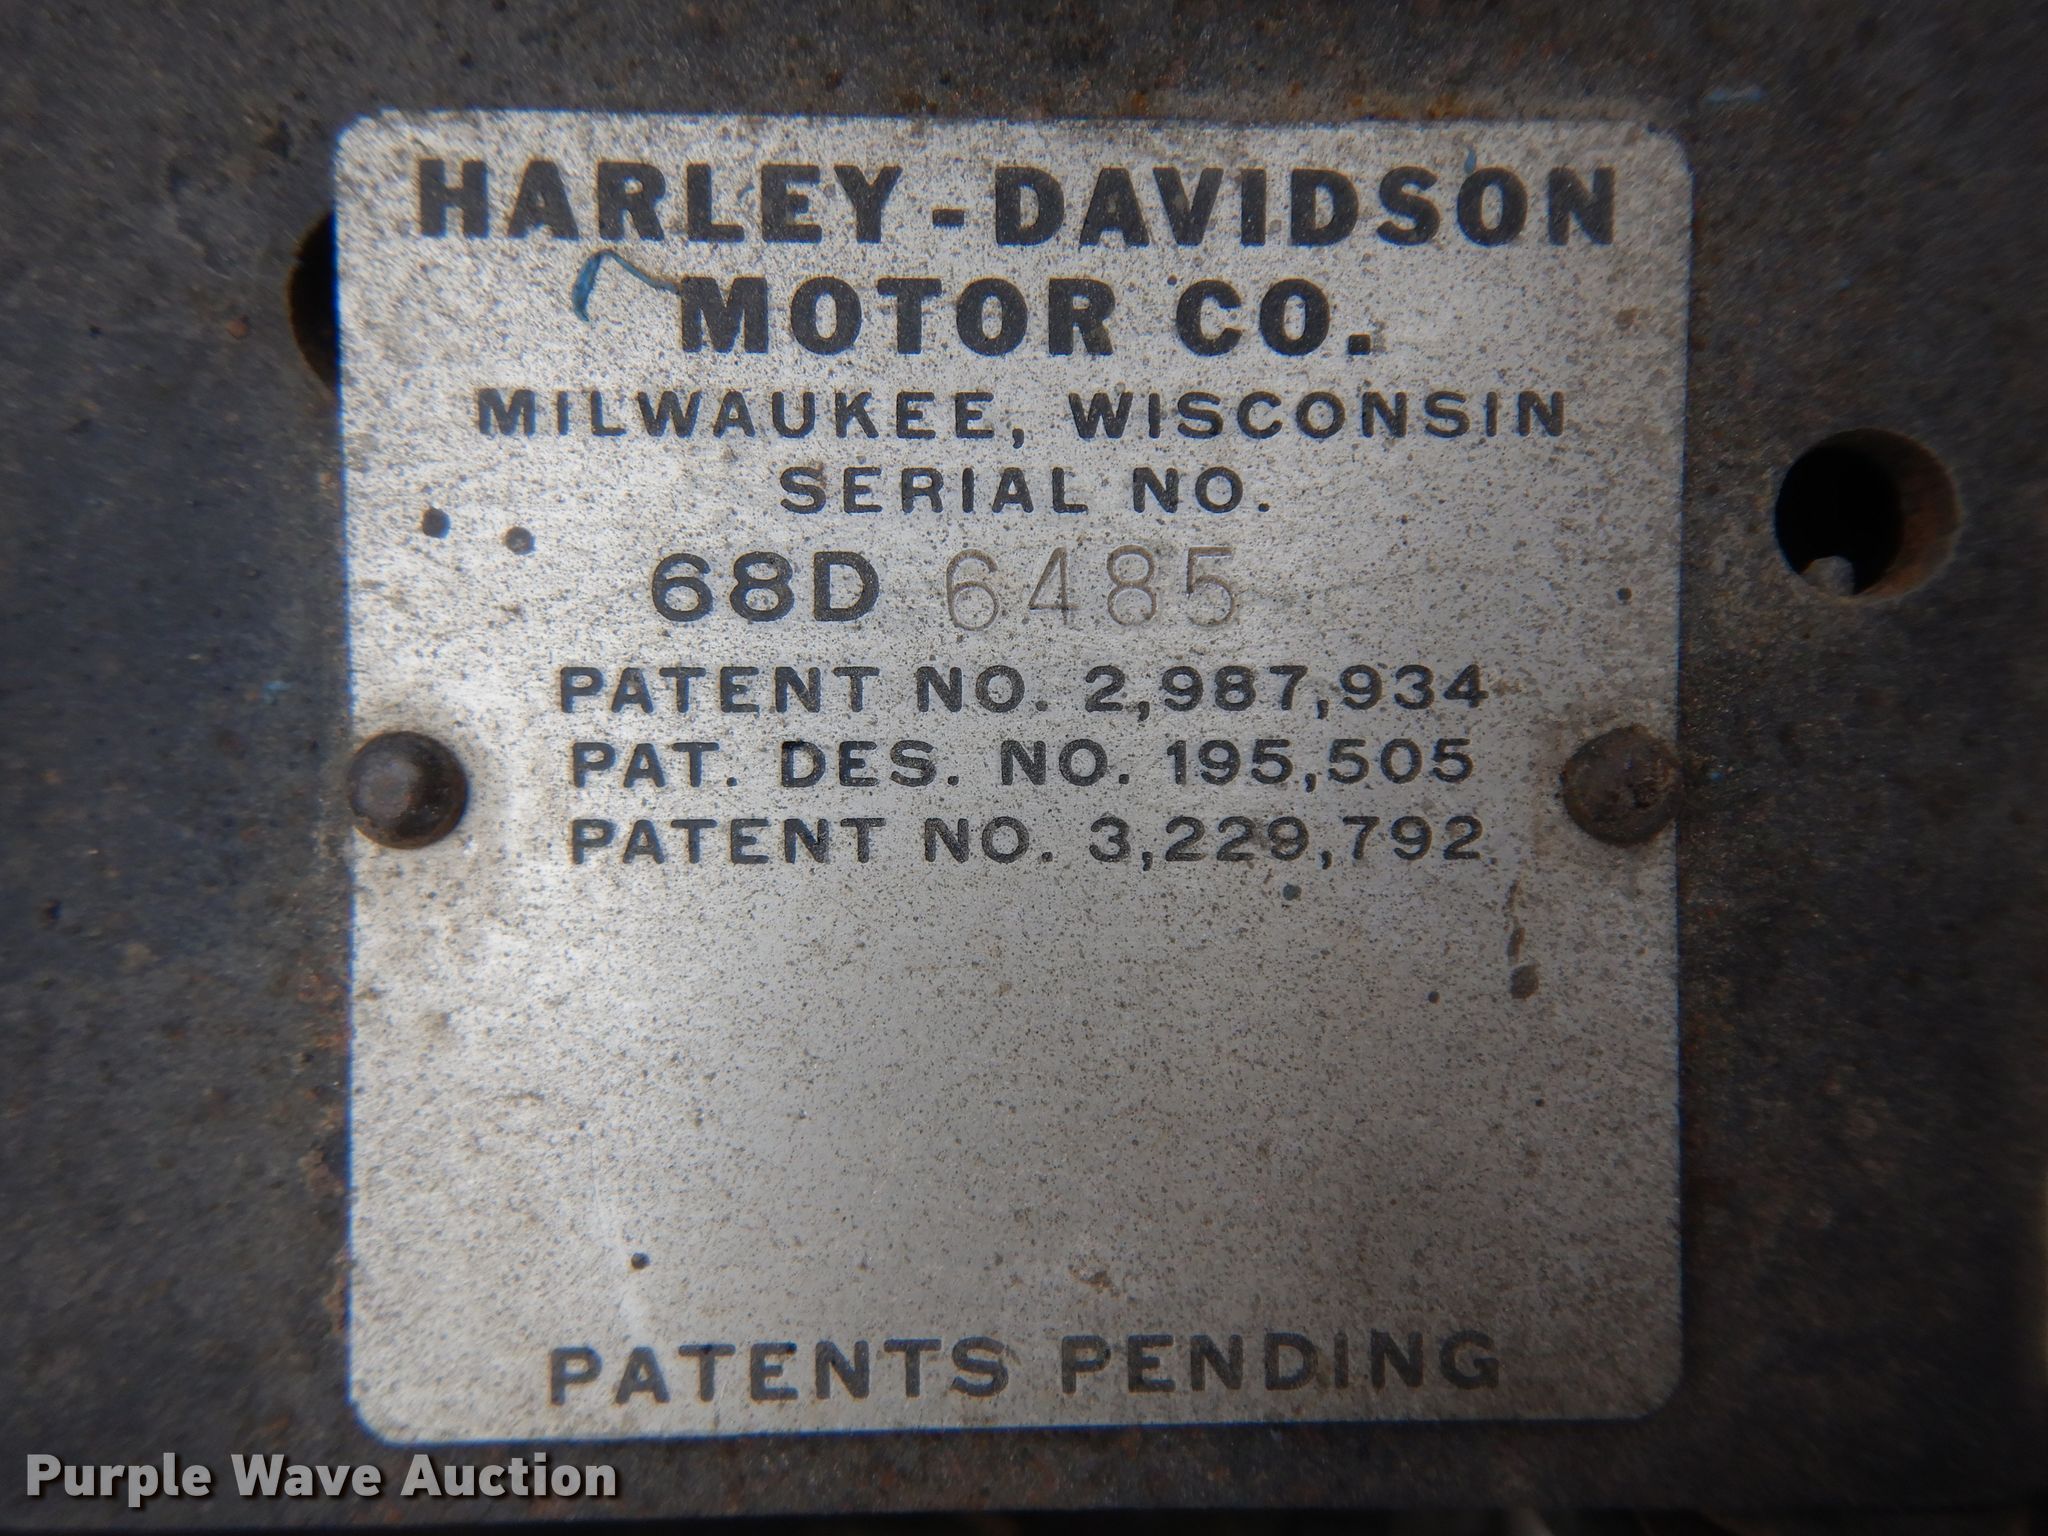 HARLEY-DAVIDSON
MOTOR CO.
MILWAUKEE, WISCONSIN
SERIAL NO.
68D 6485
PATENT NO. 2,987,934
PAT. DES. NO. 195,505
PATENT NO. 3,229,792
PATENTS PENDING
Purple Wave Auction